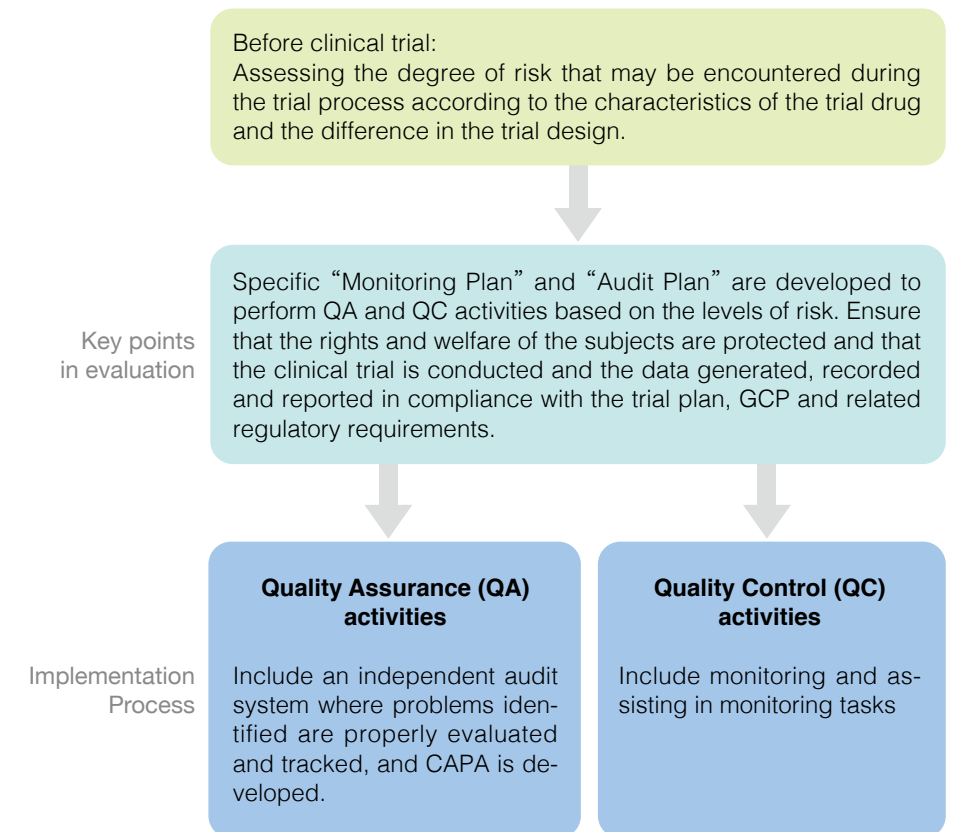 Before clinical trial:
Assessing the degree of risk that may be encountered during
the trial process according to the characteristics of the trial drug
and the difference in the trial design.
Key points
in evaluation
Specific “Monitoring Plan” and “Audit Plan” are developed to
perform QA and QC activities based on the levels of risk. Ensure
that the rights and welfare of the subjects are protected and that
the clinical trial is conducted and the data generated, recorded
and reported in compliance with the trial plan, GCP and related
regulatory requirements.
Implementation
Process
Quality Assurance (QA)
activities
Include an independent audit
system where problems iden-
tified are properly evaluated
and tracked, and CAPA is de-
veloped.
Quality Control (QC)
activities
Include monitoring and as-
sisting in monitoring tasks